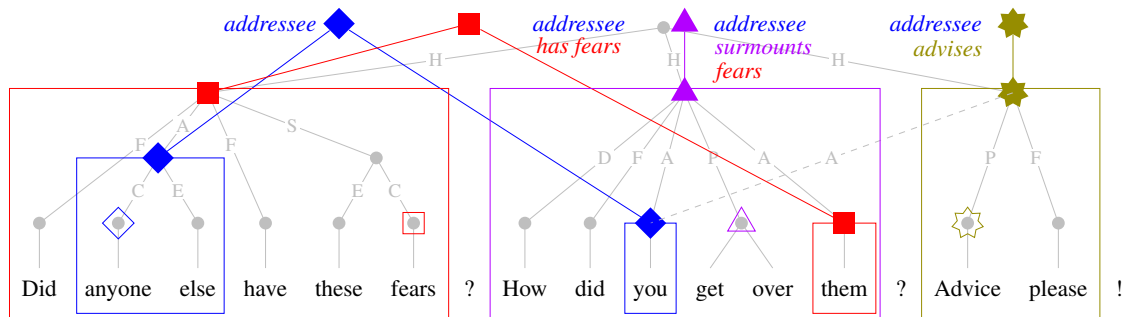 addressee addressee addressee addressee
has fears surmounts advises
fears
H H H
F A F S D F A P A A P F
C E E C
Did anyone else have these fears ? How did you get over them ? Advice please !